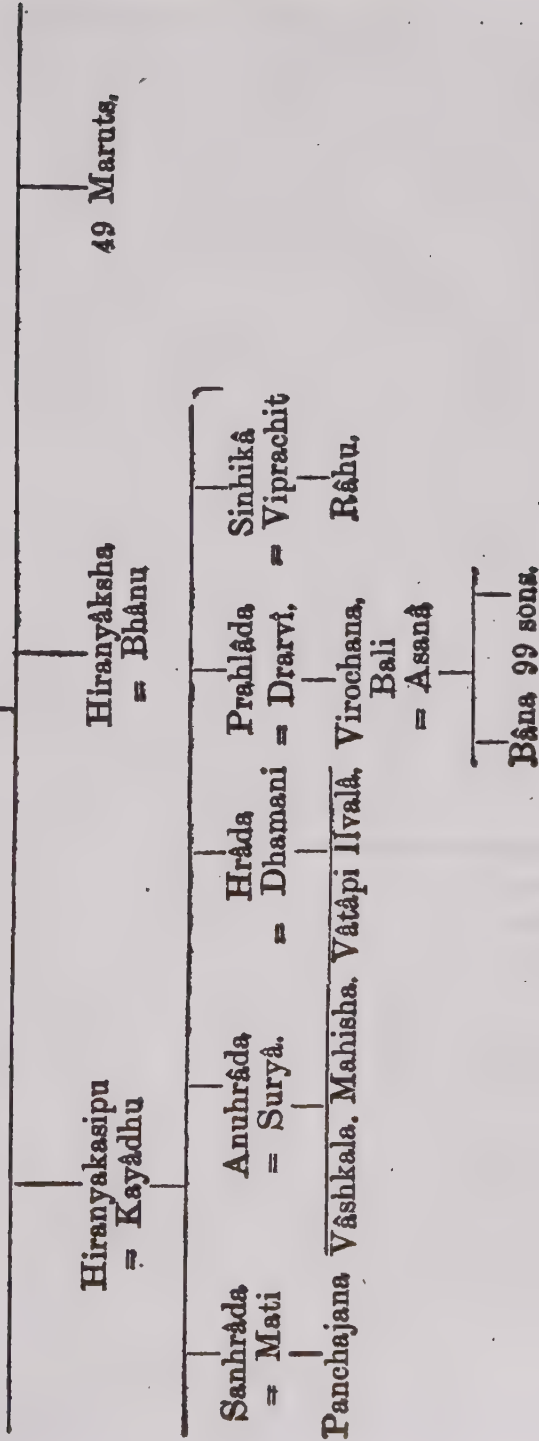 Hiranyakasipu Hiranyâksha 49 Maruts.
= Kayâdhu = Bhânu
Sanhrâda Anuhrâda Hrâda Prahlâda Sinhikâ
= Mati = Suryâ. = Dhamani = Drarvî, = Viprachit
Panchajana Vâshkala. Mahisha. Vâtâpi Ilvalâ. Virochana, Râhu.
Bali
= Asanâ
Bâna 99 sons.